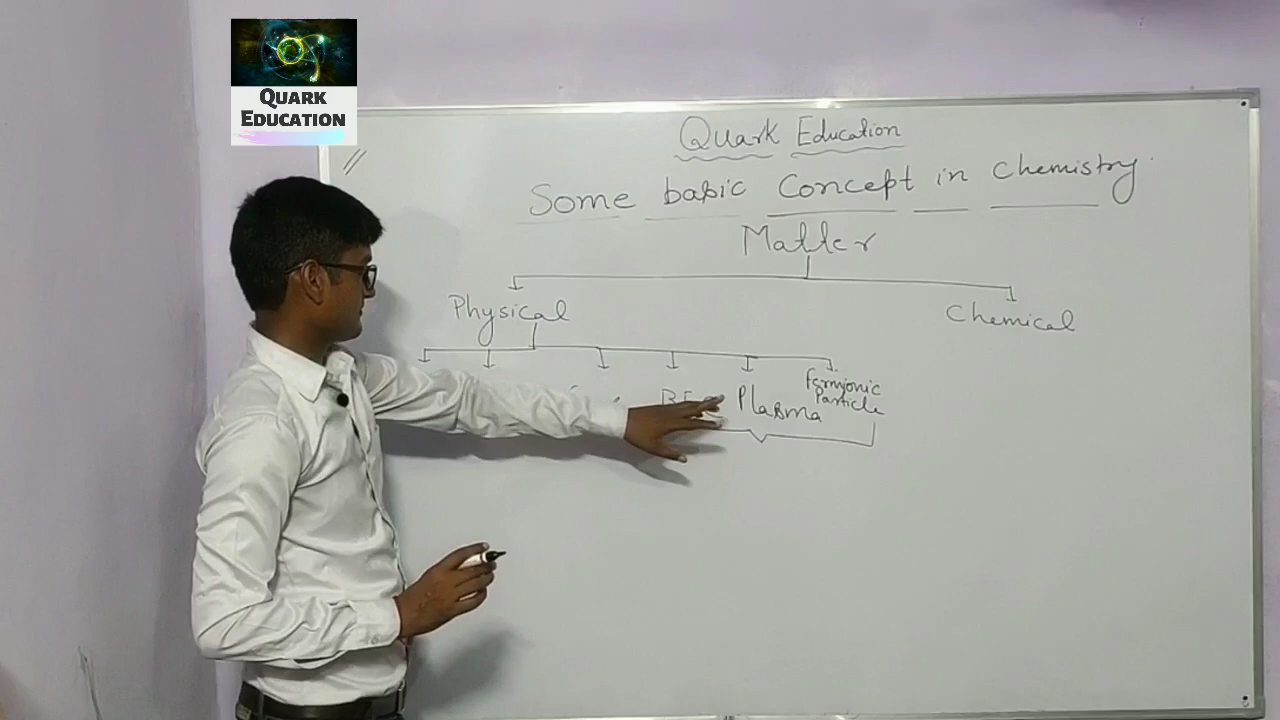 QUARK
EDUCATION
Quark Education
Some basic Concept in Chemistry
Matter
Physical Chemical
Plasma Fermionic
Particle